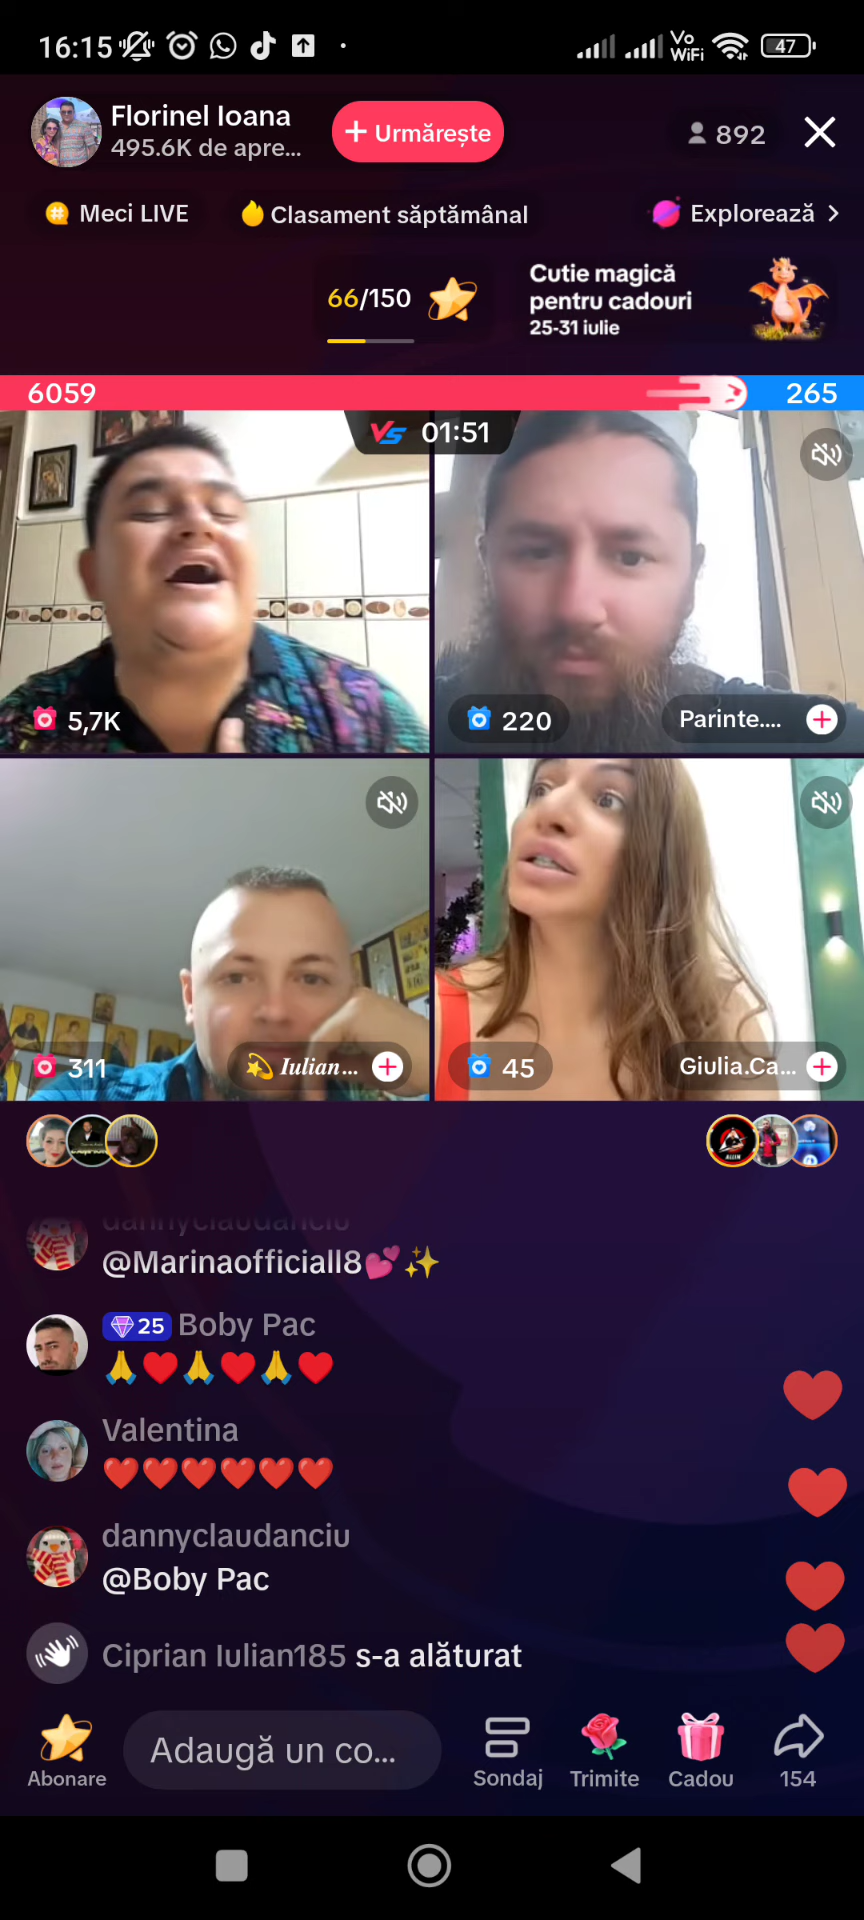 16:15
Vo
WiFi
47
Florinel Ioana
495.6K de apre...
+ Urmărește
892
Meci LIVE
Clasament săptămânal
Explorează
66/150
Cutie magică
pentru cadouri
25-31 iulie
6059
265
VS 01:51
5,7K
220
Parinte....
311
Iulian...
45
Giulia.Ca...
dannyclaudanciu
@Marinaofficiall8💕✨
25 Boby Pac
🙏❤️🙏❤️🙏❤️
Valentina
❤️❤️❤️❤️❤️❤️
dannyclaudanciu
@Boby Pac
Ciprian Iulian185 s-a alăturat
Adaugă un co...
Abonare
Sondaj
Trimite
Cadou
154